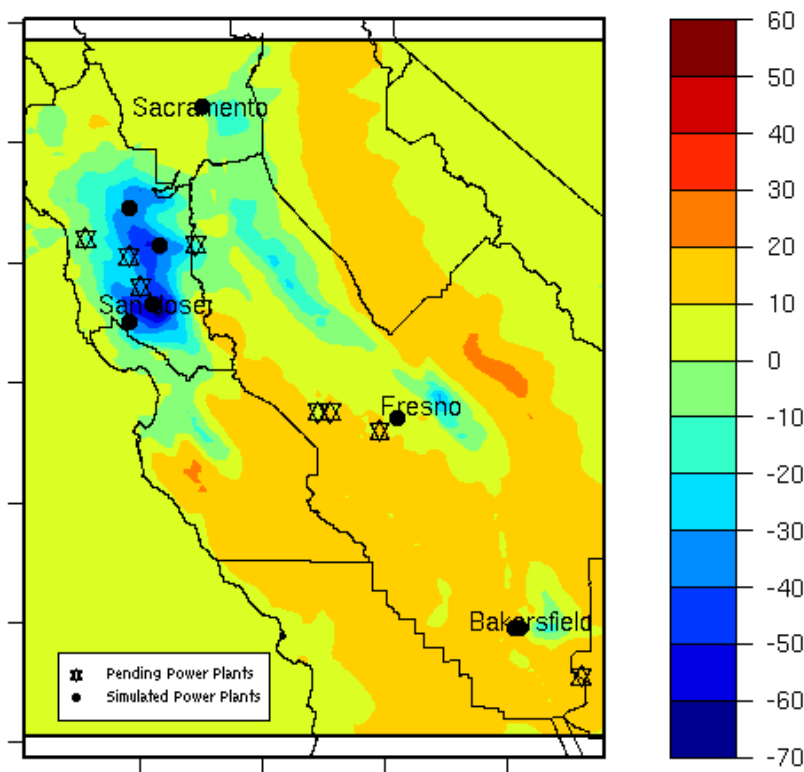 Sacramento
San Jose
Fresno
Bakersfield
Pending Power Plants
Simulated Power Plants
60
50
40
30
20
10
0
-10
-20
-30
-40
-50
-60
-70